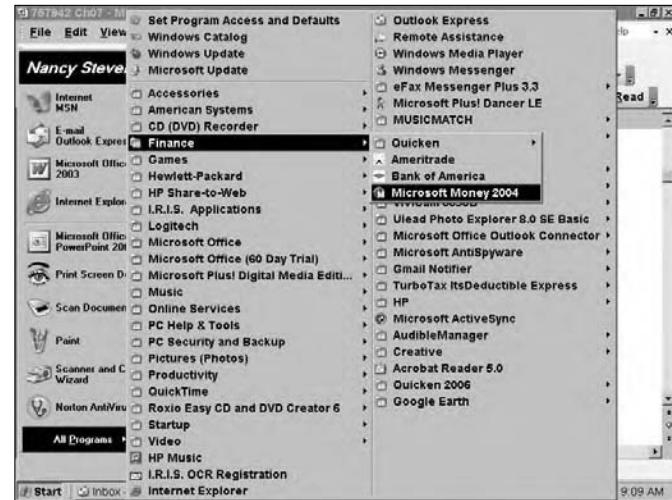 767842 Ch07 - M
File Edit View
Nancy Steve
Internet
MSN
E-mail
Outlook Expres
Microsoft Offic
2003
Internet Explor
Microsoft Offic
PowerPoint 20
Print Screen D
Scan Documen
Paint
Scanner and C
Wizard
Norton AntiViru
All Programs
Start
Inbox -
Set Program Access and Defaults
Windows Catalog
Windows Update
Microsoft Update
Accessories
American Systems
CD (DVD) Recorder
Finance
Games
Hewlett-Packard
HP Share-to-Web
I.R.I.S. Applications
Logitech
Microsoft Office
Microsoft Office (60 Day Trial)
Microsoft Plus! Digital Media Editi...
Music
Online Services
PC Help & Tools
PC Security and Backup
Pictures (Photos)
Productivity
QuickTime
Roxio Easy CD and DVD Creator 6
Startup
Video
HP Music
I.R.I.S. OCR Registration
Internet Explorer
Outlook Express
Remote Assistance
Windows Media Player
Windows Messenger
eFax Messenger Plus 3.3
Microsoft Plus! Dancer LE
MUSICMATCH
Quicken
Ameritrade
Bank of America
Microsoft Money 2004
Ulead Photo Explorer 8.0 SE Basic
Microsoft Office Outlook Connector
Microsoft AntiSpyware
Gmail Notifier
TurboTax ItsDeductible Express
HP
Microsoft ActiveSync
AudibleManager
Creative
Acrobat Reader 5.0
Quicken 2006
Google Earth
elp
Read
9:09 AM